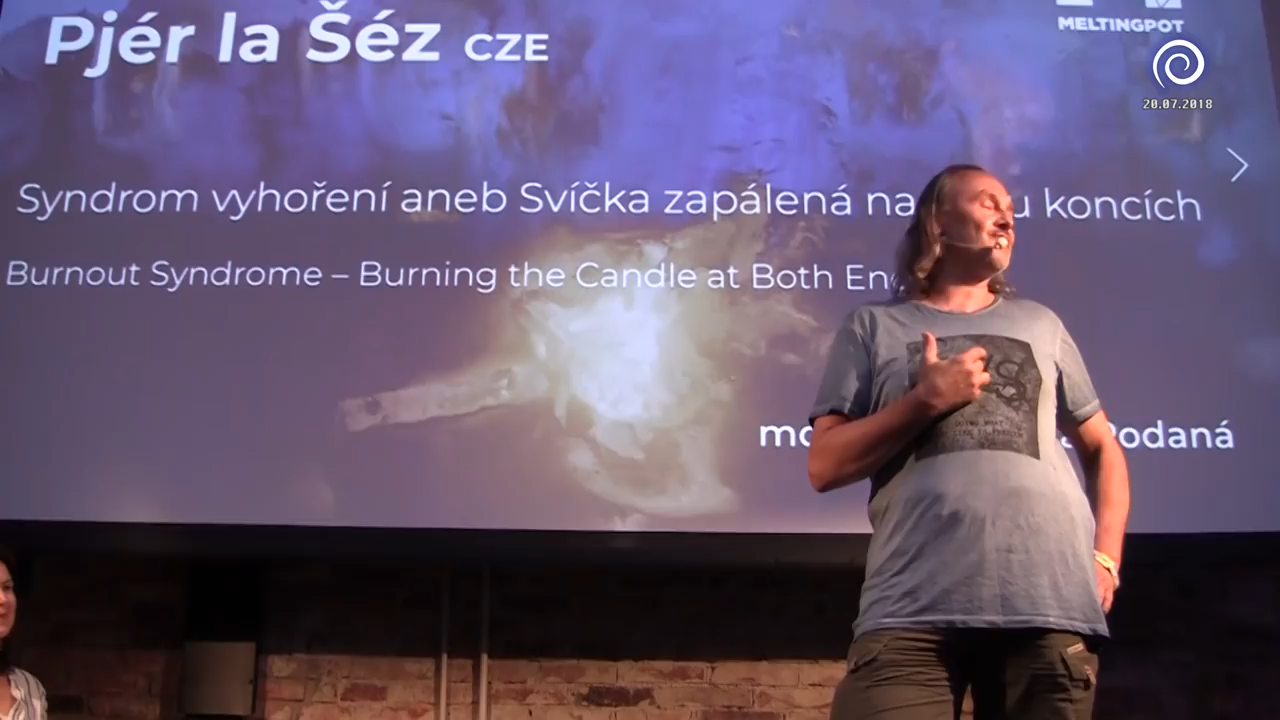 Pjér la Šéz CZE
MELTINGPOT
20.07.2018
Syndrom vyhoření aneb Svíčka zapálená na koncích
Burnout Syndrome – Burning the Candle at Both
Podaná